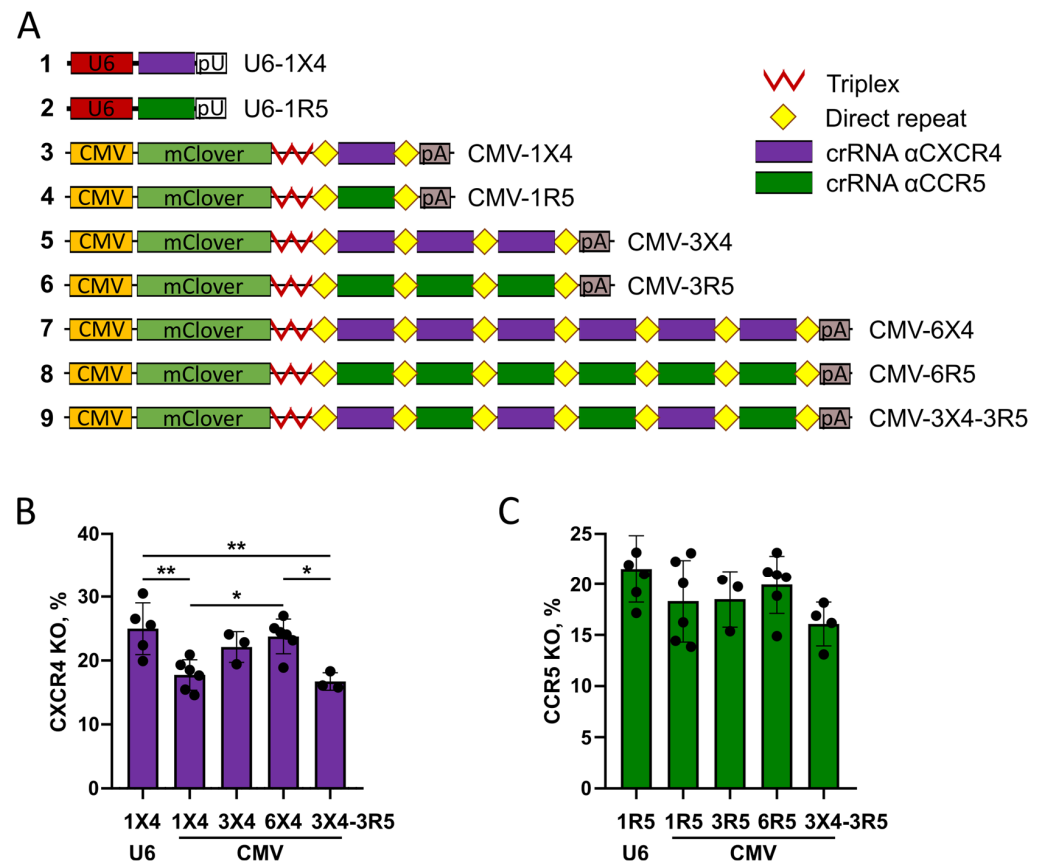 A
1 U6 pU U6-1X4
2 U6 pU U6-1R5
3 CMV mClover pA CMV-1X4
4 CMV mClover pA CMV-1R5
5 CMV mClover pA CMV-3X4
6 CMV mClover pA CMV-3R5
7 CMV mClover pA CMV-6X4
8 CMV mClover pA CMV-6R5
9 CMV mClover pA CMV-3X4-3R5
Triplex
Direct repeat
crRNA αCXCR4
crRNA αCCR5
B
CXCR4 KO, %
40
30
20
10
0
**
** *
*
1X4 1X4 3X4 6X4 3X4-3R5
U6 CMV
C
CCR5 KO, %
25
20
15
10
5
0
1R5 1R5 3R5 6R5 3X4-3R5
U6 CMV